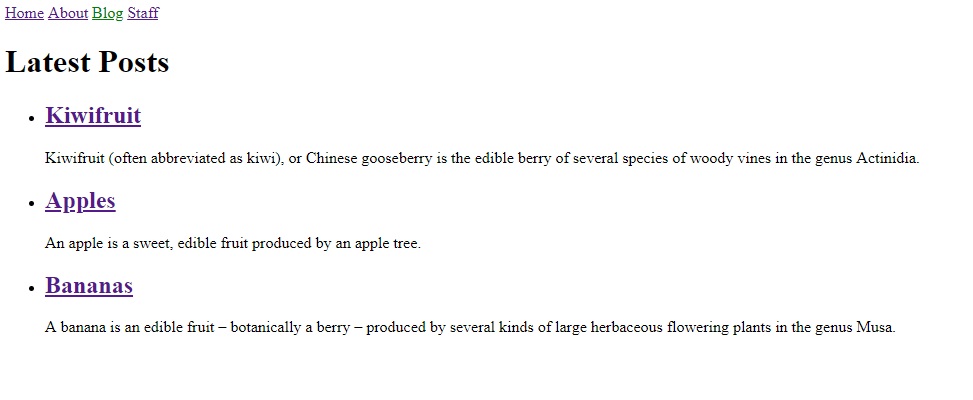 Home About Blog Staff
Latest Posts
Kiwifruit
Kiwifruit (often abbreviated as kiwi), or Chinese gooseberry is the edible berry of several species of woody vines in the genus Actinidia.
Apples
An apple is a sweet, edible fruit produced by an apple tree.
Bananas
A banana is an edible fruit – botanically a berry – produced by several kinds of large herbaceous flowering plants in the genus Musa.